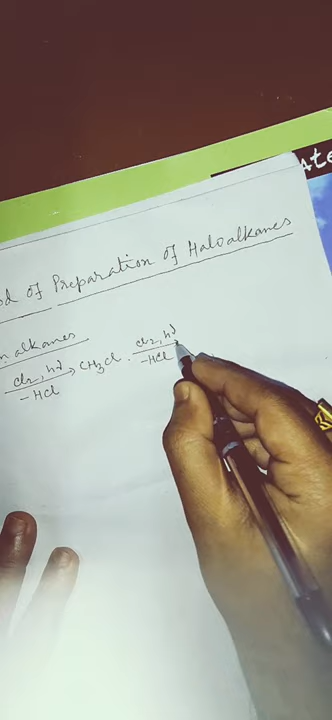 od of Preparation of Haloalkanes
m alkanes
Cl₂, hν → CH₃Cl . Cl₂, hν
-HCl -HCl